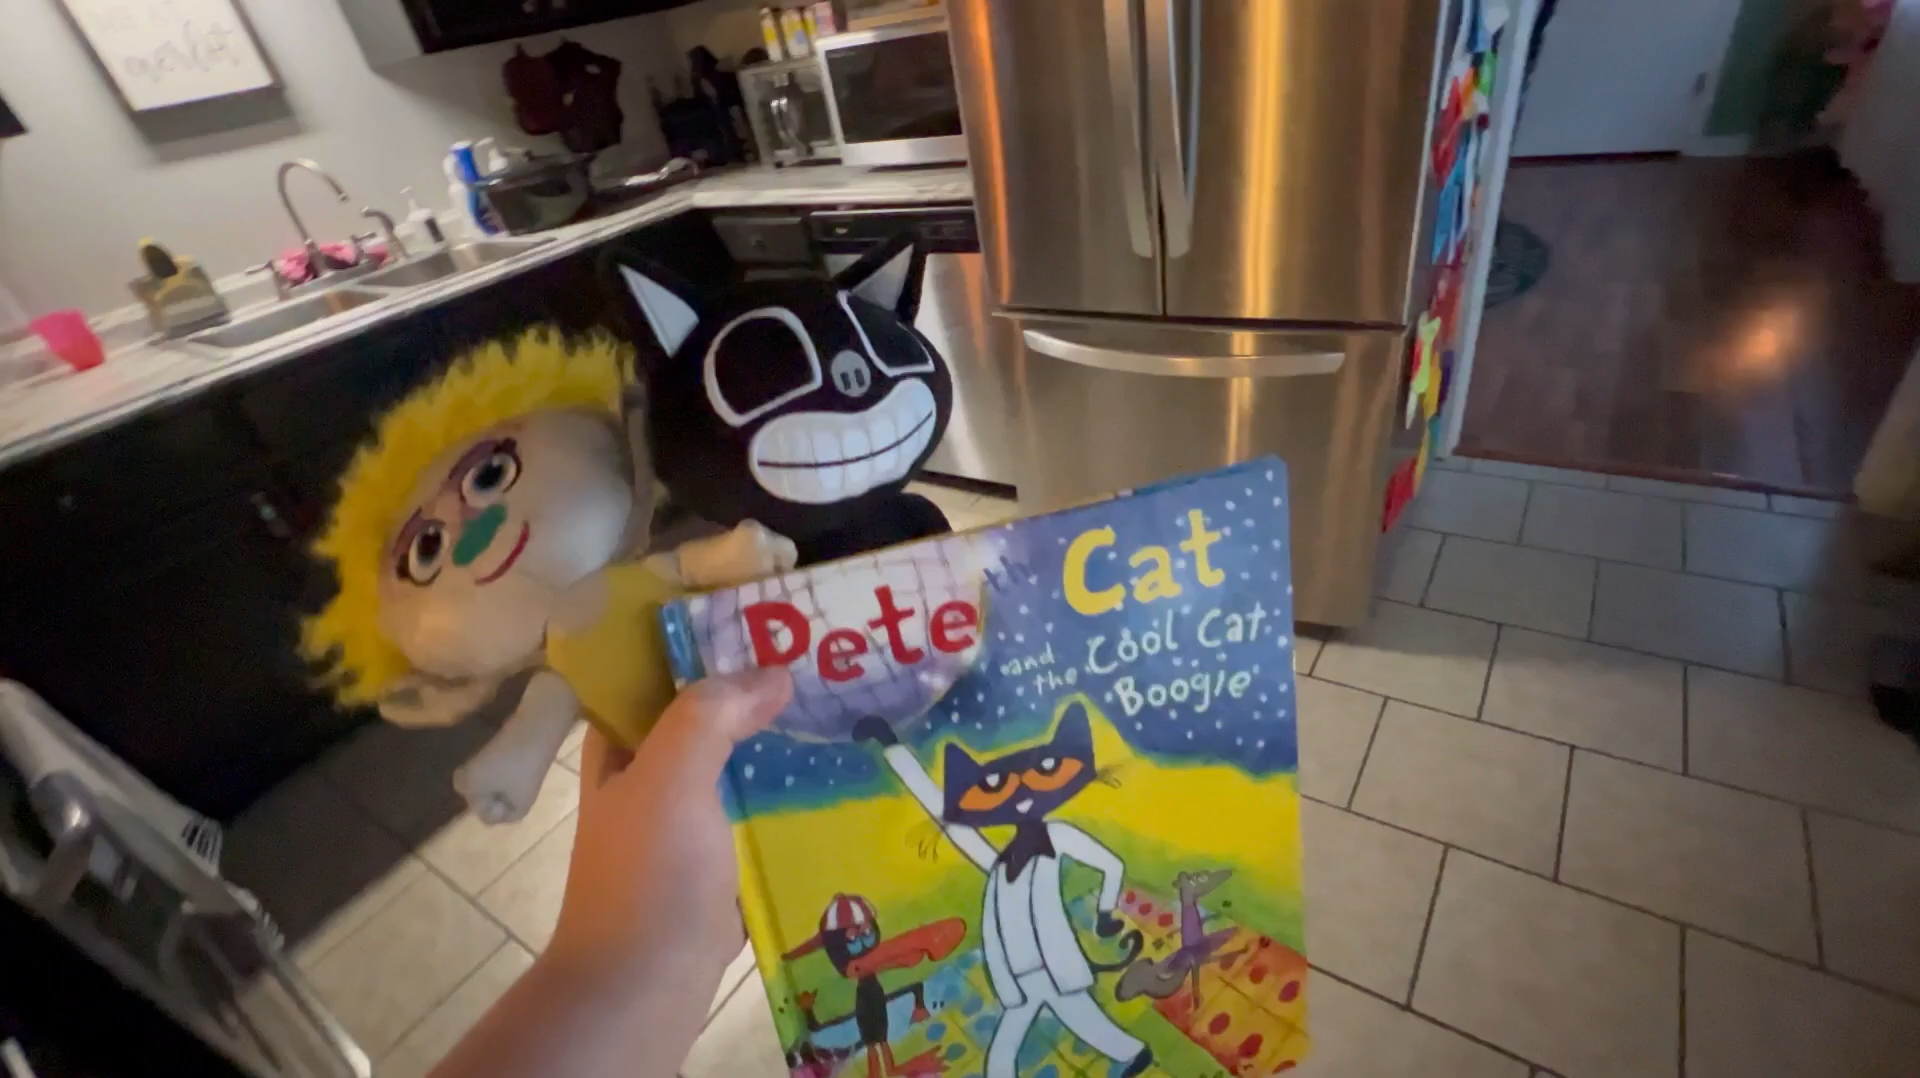 Pete the Cat
and the Cool Cat
Boogie